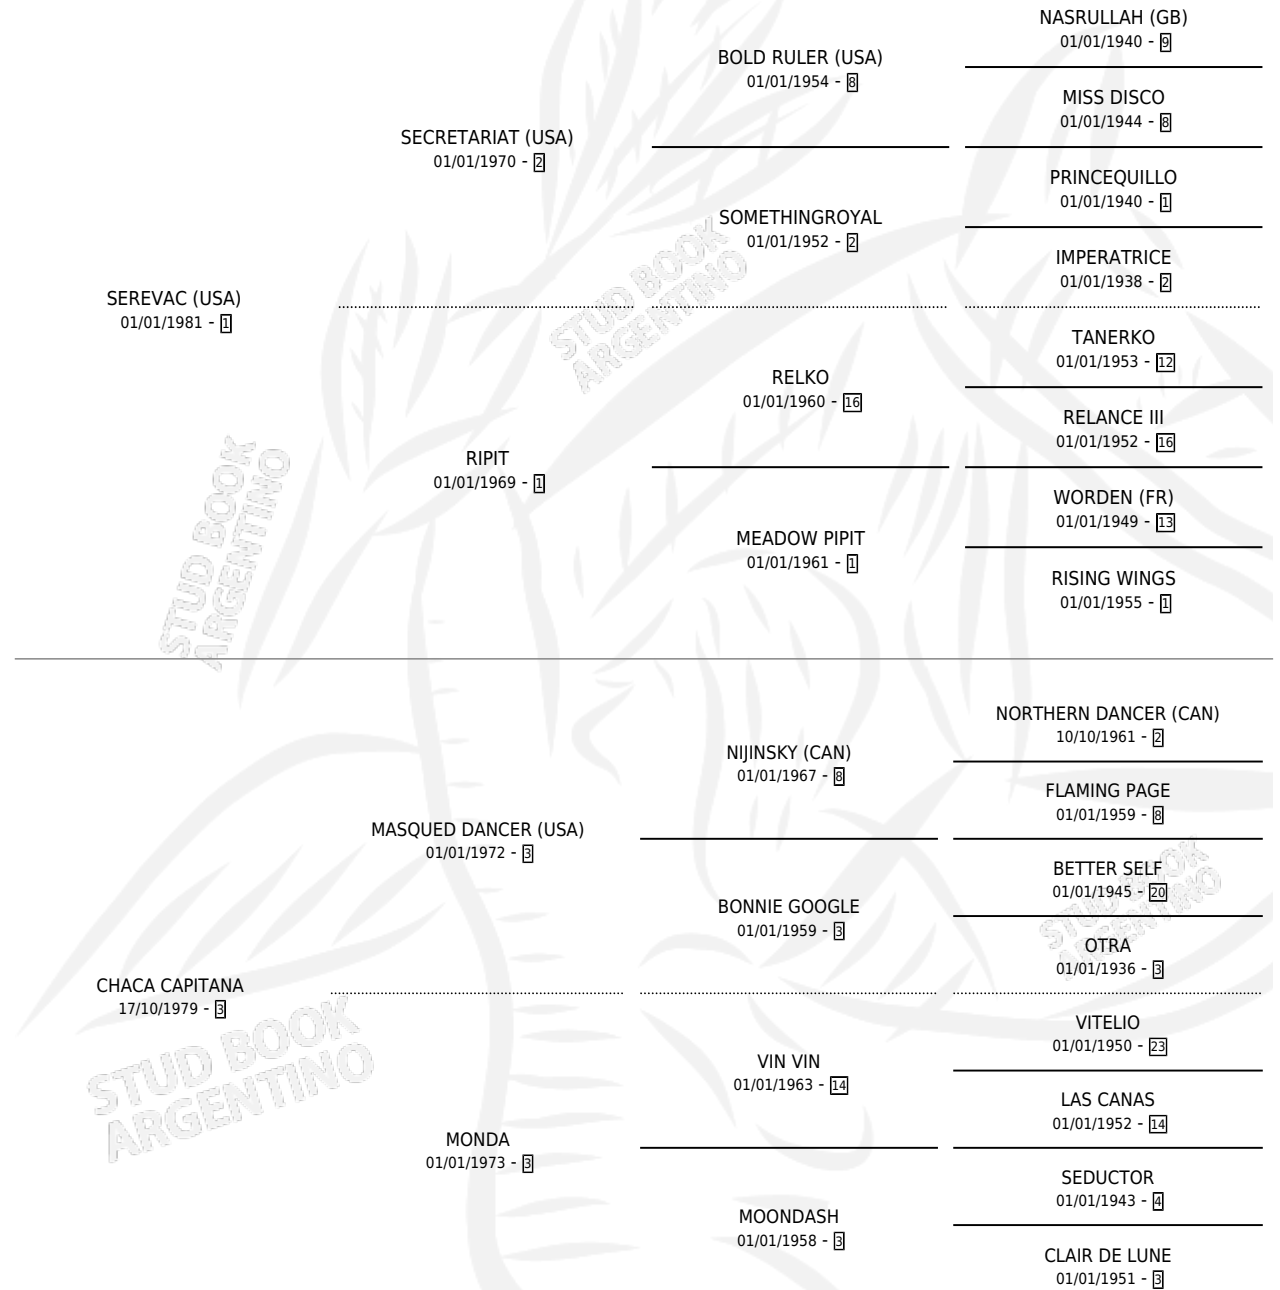 NASRULLAH (GB)
01/01/1940 - 9
BOLD RULER (USA)
01/01/1954 - 8
MISS DISCO
01/01/1944 - 8
SECRETARIAT (USA)
01/01/1970 - 2
PRINCEQUILLO
01/01/1940 - 1
SOMETHINGROYAL
01/01/1952 - 2
IMPERATRICE
01/01/1938 - 2
SEREVAC (USA)
01/01/1981 - 1
TANERKO
01/01/1953 - 12
RELKO
01/01/1960 - 16
RELANCE III
01/01/1952 - 16
RIPIT
01/01/1969 - 1
WORDEN (FR)
01/01/1949 - 13
MEADOW PIPIT
01/01/1961 - 1
RISING WINGS
01/01/1955 - 1
NORTHERN DANCER (CAN)
10/10/1961 - 2
NIJINSKY (CAN)
01/01/1967 - 8
FLAMING PAGE
01/01/1959 - 8
MASQUED DANCER (USA)
01/01/1972 - 3
BETTER SELF
01/01/1945 - 20
BONNIE GOOGLE
01/01/1959 - 3
OTRA
01/01/1936 - 3
CHACA CAPITANA
17/10/1979 - 3
VITELIO
01/01/1950 - 23
VIN VIN
01/01/1963 - 14
LAS CANAS
01/01/1952 - 14
MONDA
01/01/1973 - 3
SEDUCTOR
01/01/1943 - 4
MOONDASH
01/01/1958 - 3
CLAIR DE LUNE
01/01/1951 - 3
STUD BOOK
ARGENTINO
STUD BOOK
ARGENTINO
STUD BOOK
ARGENTINO
STUD BOOK
ARGENTINO